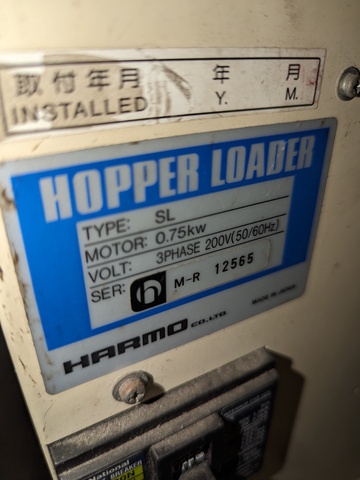 取付年月 年 月
INSTALLED Y. M.
HOPPER LOADER
TYPE: SL
MOTOR: 0.75kw
VOLT: 3PHASE 200V(50/60Hz)
SER: h M-R 12565
MADE IN JAPAN
HARMO CO.,LTD.
National
BREAKER